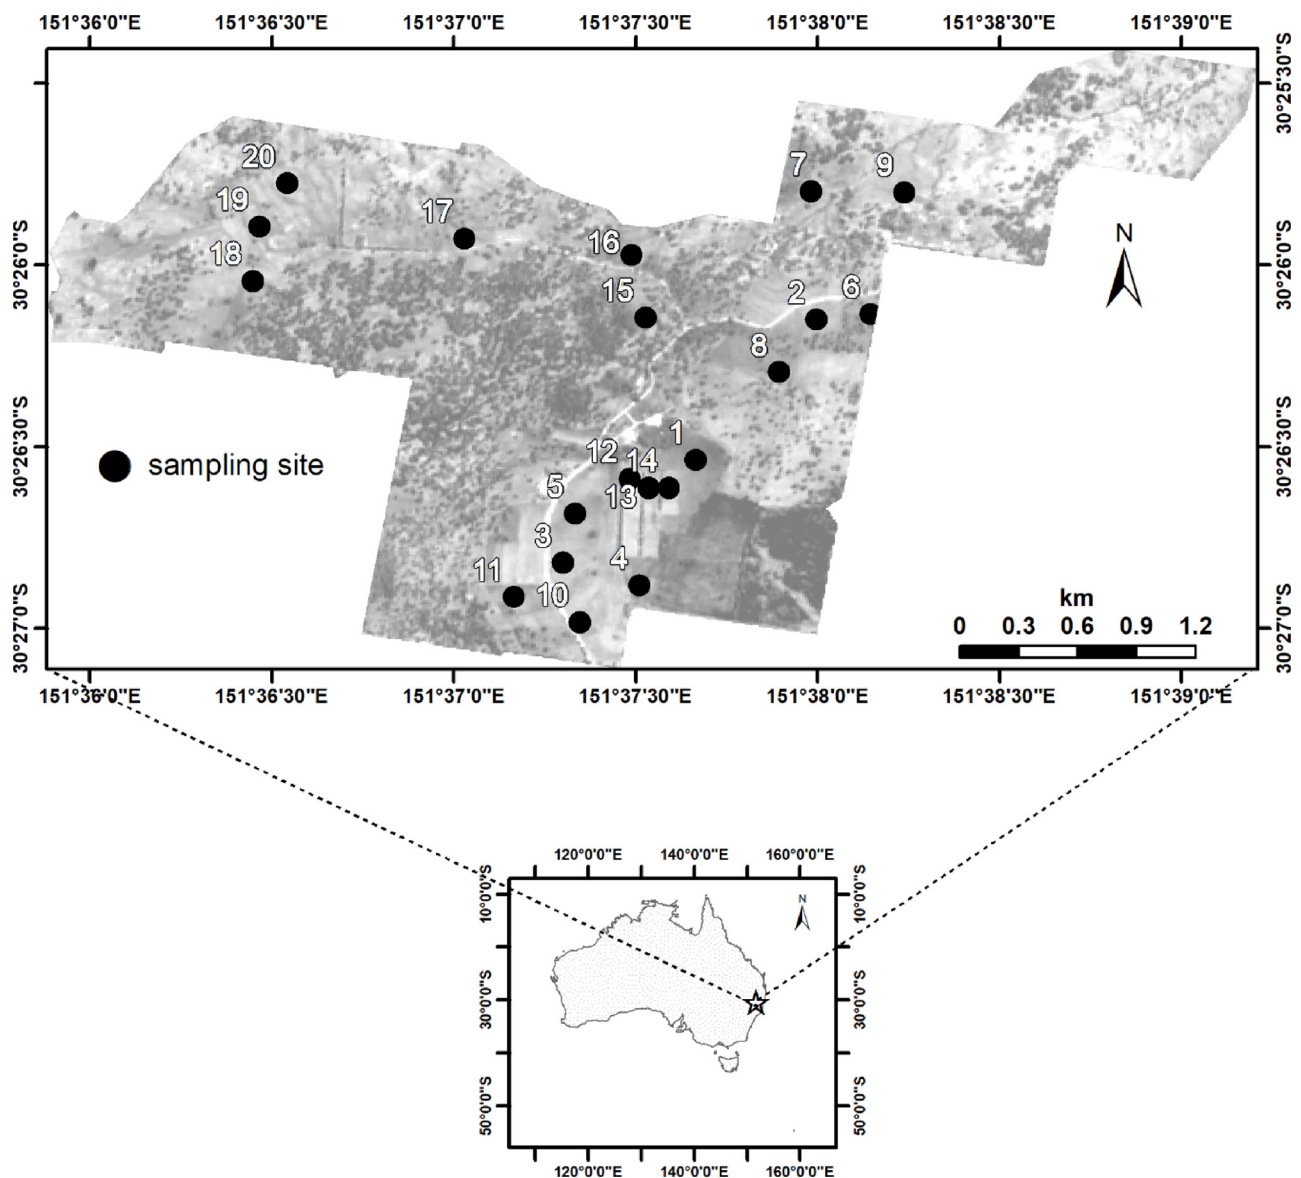 151°36'0"E 151°36'30"E 151°37'0"E 151°37'30"E 151°38'0"E 151°38'30"E 151°39'0"E
30°25'30"S
30°26'0"S
30°26'0"S
30°26'30"S
30°26'30"S
30°27'0"S
30°27'0"S
20
7
9
19
17
16
18
15
2
6
8
N
1
12
14
13
5
3
4
11
10
sampling site
km
0 0.3 0.6 0.9 1.2
151°36'0"E 151°36'30"E 151°37'0"E 151°37'30"E 151°38'0"E 151°38'30"E 151°39'0"E
120°0'0"E 140°0'0"E 160°0'0"E
10°0'0"S
10°0'0"S
N
30°0'0"S
30°0'0"S
50°0'0"S
50°0'0"S
120°0'0"E 140°0'0"E 160°0'0"E